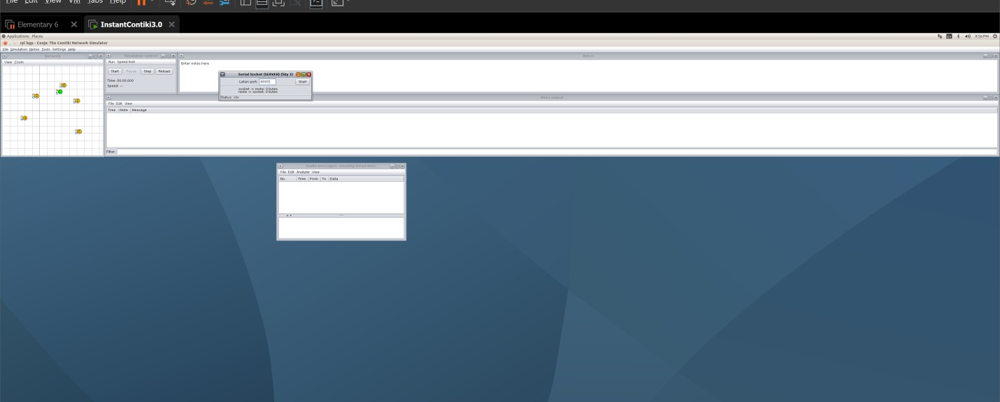 File Edit View VM Tabs Help
Elementary 6 InstantContiki3.0
Applications Places
9:56 PM
rpl bgp - Cooja: The Contiki Network Simulator
File Simulation Motes Tools Settings Help
Network
View Zoom
Simulation control
Run Speed limit
Start Pause Step Reload
Time: 00:00.000
Speed: ---
Notes
Enter notes here
Serial Socket (SERVER) (Sky 1)
Listen port: 60001 Start
socket -> mote: 0 bytes
mote -> socket: 0 bytes
Status: Idle
Mote output
File Edit View
Time Mote Message
Filter:
Radio messages: showing 0/0 packets
File Edit Analyzer View
No. Time From To Data